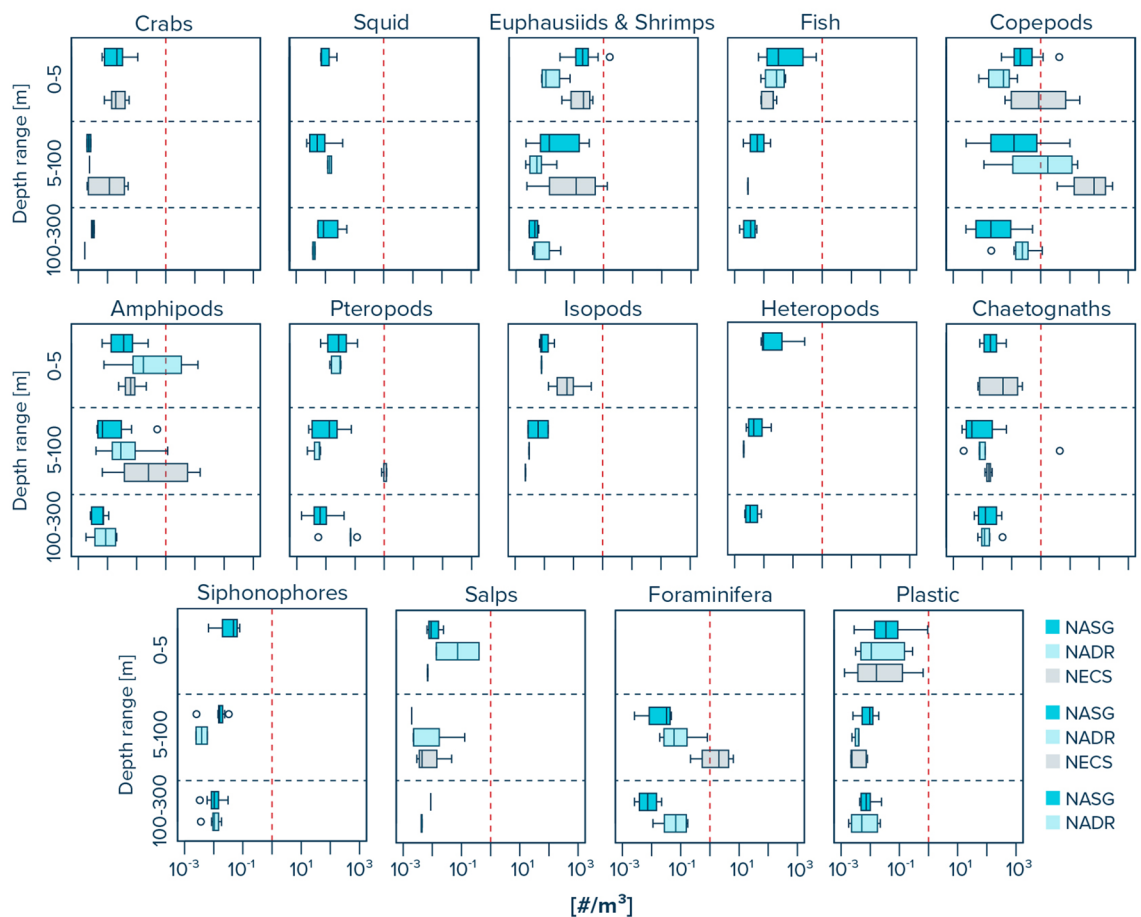 Crabs Squid Euphausiids & Shrimps Fish Copepods
Depth range [m]
0-5
5-100
100-300
Amphipods Pteropods Isopods Heteropods Chaetognaths
Depth range [m]
0-5
5-100
100-300
Siphonophores Salps Foraminifera Plastic
Depth range [m]
0-5
5-100
100-300
NASG
NADR
NECS
NASG
NADR
NECS
NASG
NADR
10⁻³ 10⁻¹ 10¹ 10³ 10⁻³ 10⁻¹ 10¹ 10³ 10⁻³ 10⁻¹ 10¹ 10³ 10⁻³ 10⁻¹ 10¹ 10³
[#/m³]